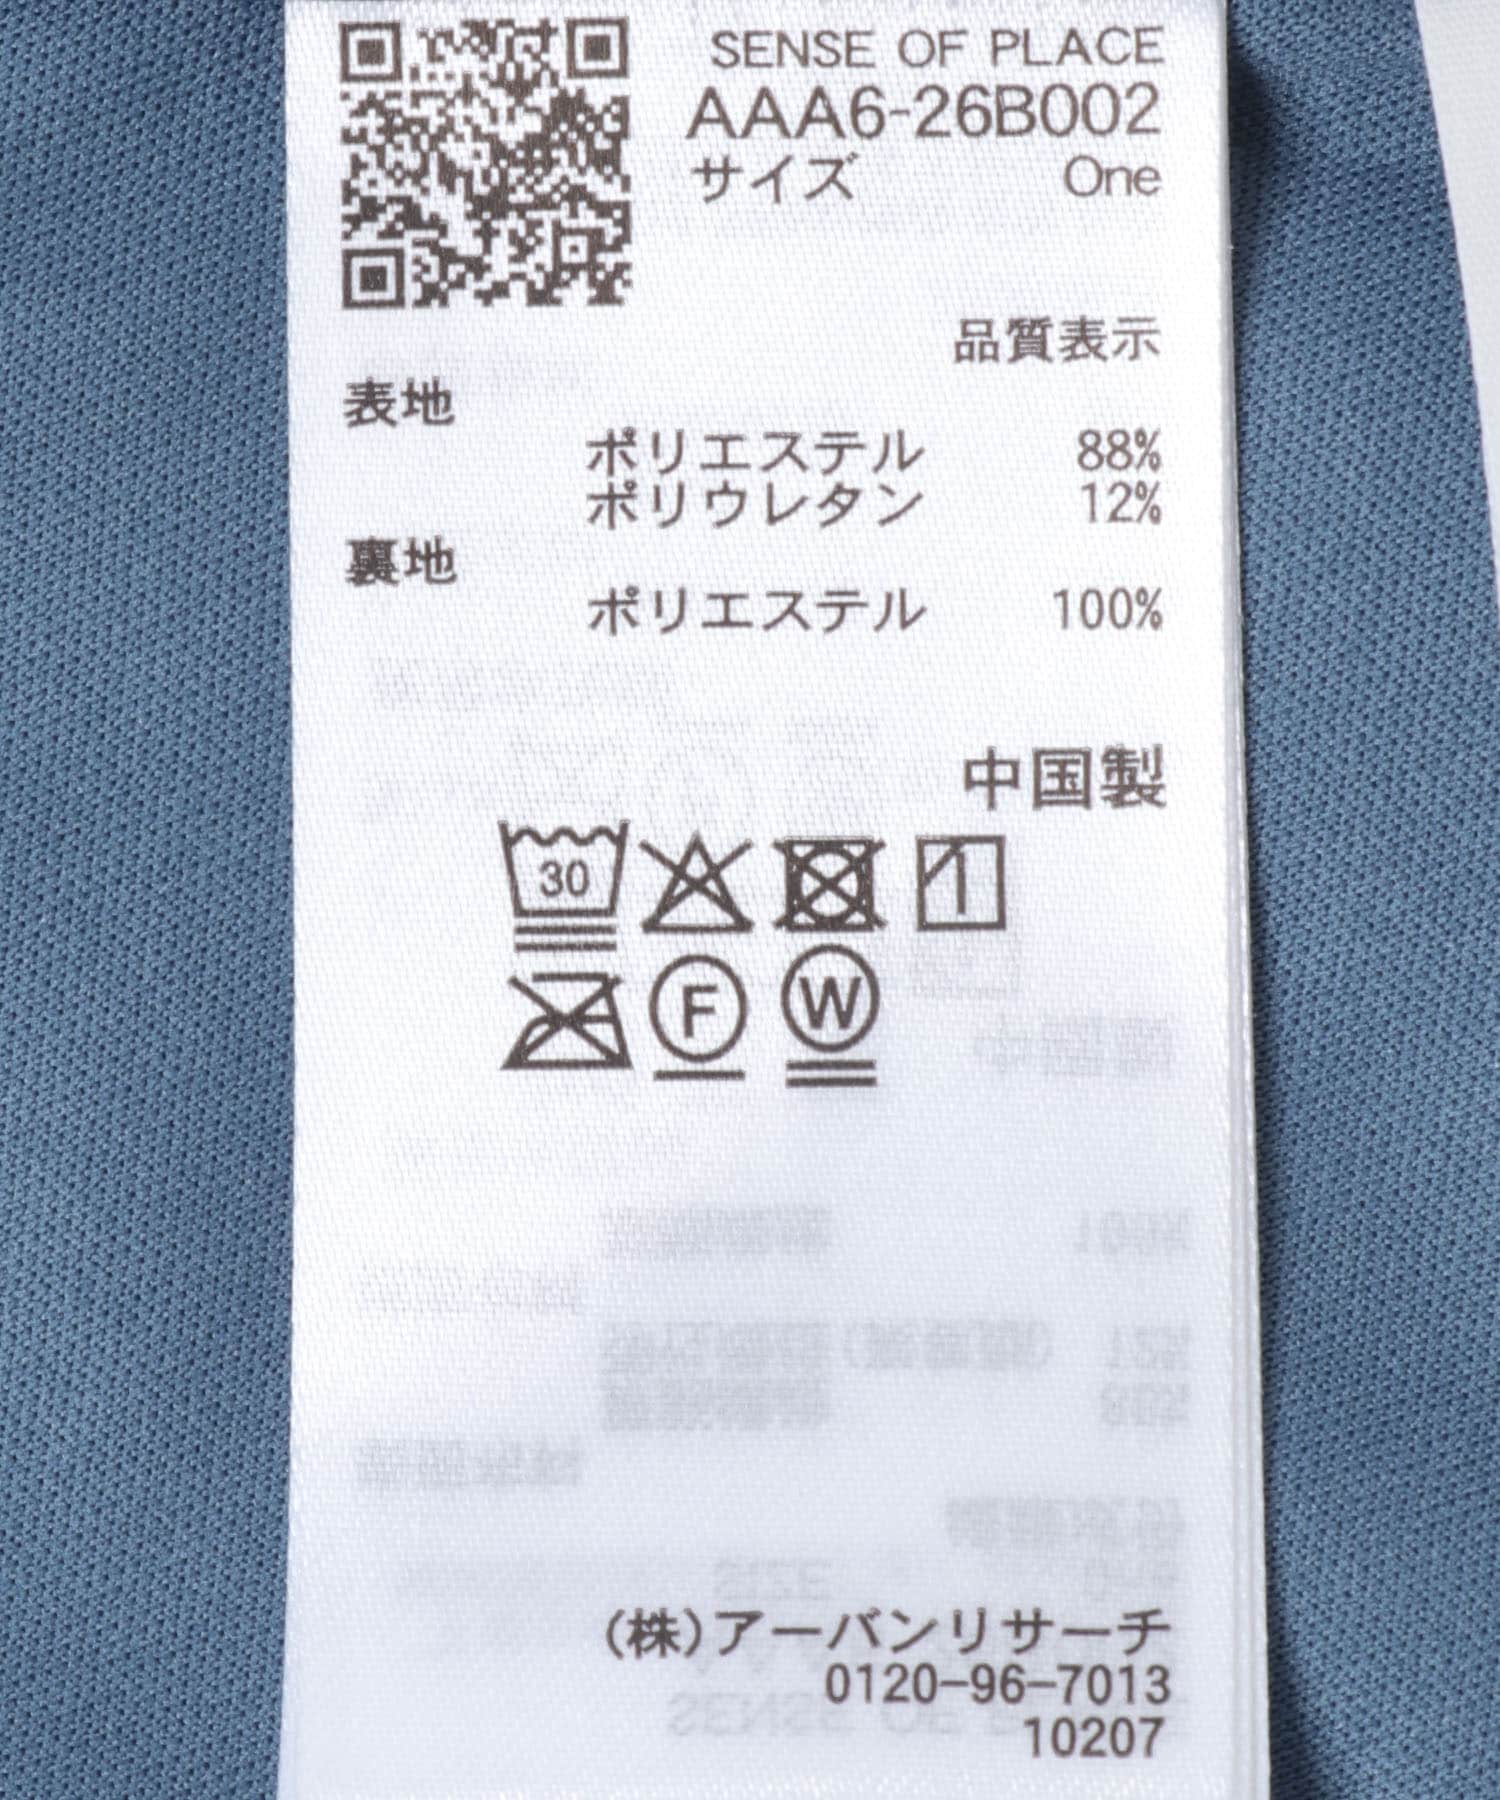 SENSE OF PLACE
AAA6-26B002
サイズ One
品質表示
表地
ポリエステル 88%
ポリウレタン 12%
裏地
ポリエステル 100%
中国製
30
F W
(株)アーバンリサーチ
0120-96-7013
10207